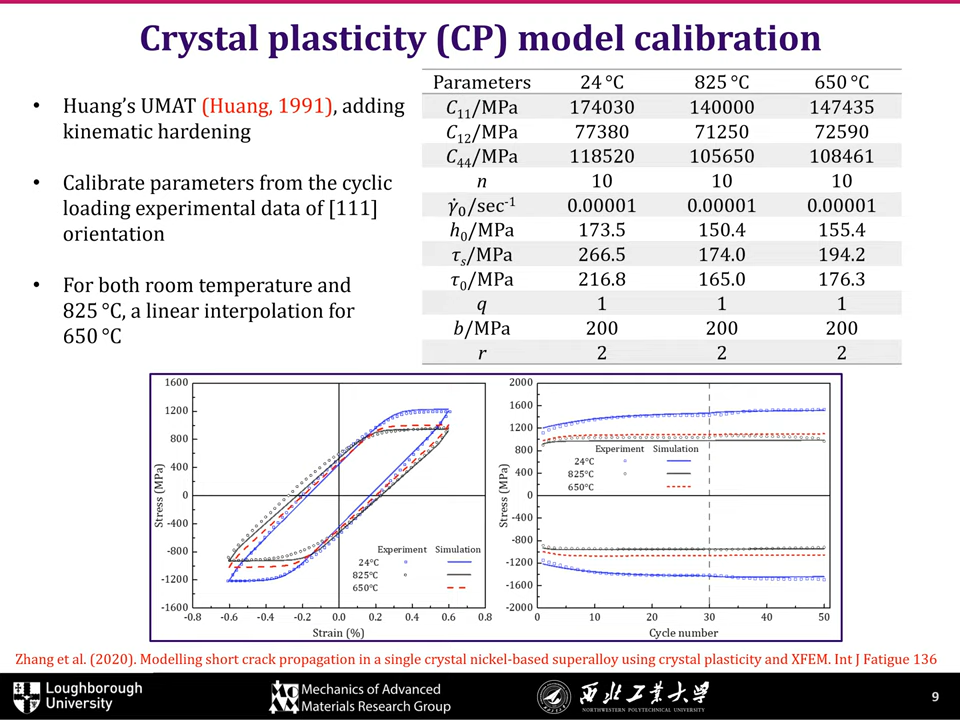 Crystal plasticity (CP) model calibration
• Huang’s UMAT (Huang, 1991), adding
kinematic hardening
• Calibrate parameters from the cyclic
loading experimental data of [111]
orientation
• For both room temperature and
825 °C, a linear interpolation for
650 °C
Parameters 24 °C 825 °C 650 °C
C₁₁/MPa 174030 140000 147435
C₁₂/MPa 77380 71250 72590
C₄₄/MPa 118520 105650 108461
n 10 10 10
γ̇₀/sec⁻¹ 0.00001 0.00001 0.00001
h₀/MPa 173.5 150.4 155.4
τₛ/MPa 266.5 174.0 194.2
τ₀/MPa 216.8 165.0 176.3
q 1 1 1
b/MPa 200 200 200
r 2 2 2
1600
1200
800
400
0
-400
-800
-1200
-1600
Stress (MPa)
-0.8 -0.6 -0.4 -0.2 0.0 0.2 0.4 0.6 0.8
Strain (%)
Experiment Simulation
24°C
825°C
650°C
2000
1600
1200
800
400
0
-400
-800
-1200
-1600
-2000
Stress (MPa)
0 10 20 30 40 50
Cycle number
Experiment Simulation
24°C
825°C
650°C
Zhang et al. (2020). Modelling short crack propagation in a single crystal nickel-based superalloy using crystal plasticity and XFEM. Int J Fatigue 136
Loughborough
University
Mechanics of Advanced
Materials Research Group
西北工业大学
NORTHWESTERN POLYTECHNICAL UNIVERSITY
9